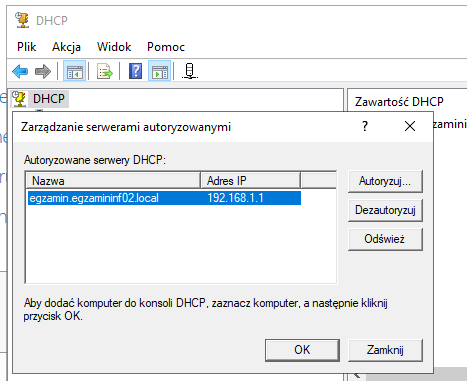 DHCP
Plik Akcja Widok Pomoc
DHCP
Zawartość DHCP
Zarządzanie serwerami autoryzowanymi
Autoryzowane serwery DHCP:
Nazwa Adres IP
egzamin.egzamininf02.local 192.168.1.1
Autoryzuj...
Dezautoryzuj
Odśwież
Aby dodać komputer do konsoli DHCP, zaznacz komputer, a następnie kliknij
przycisk OK.
OK Zamknij